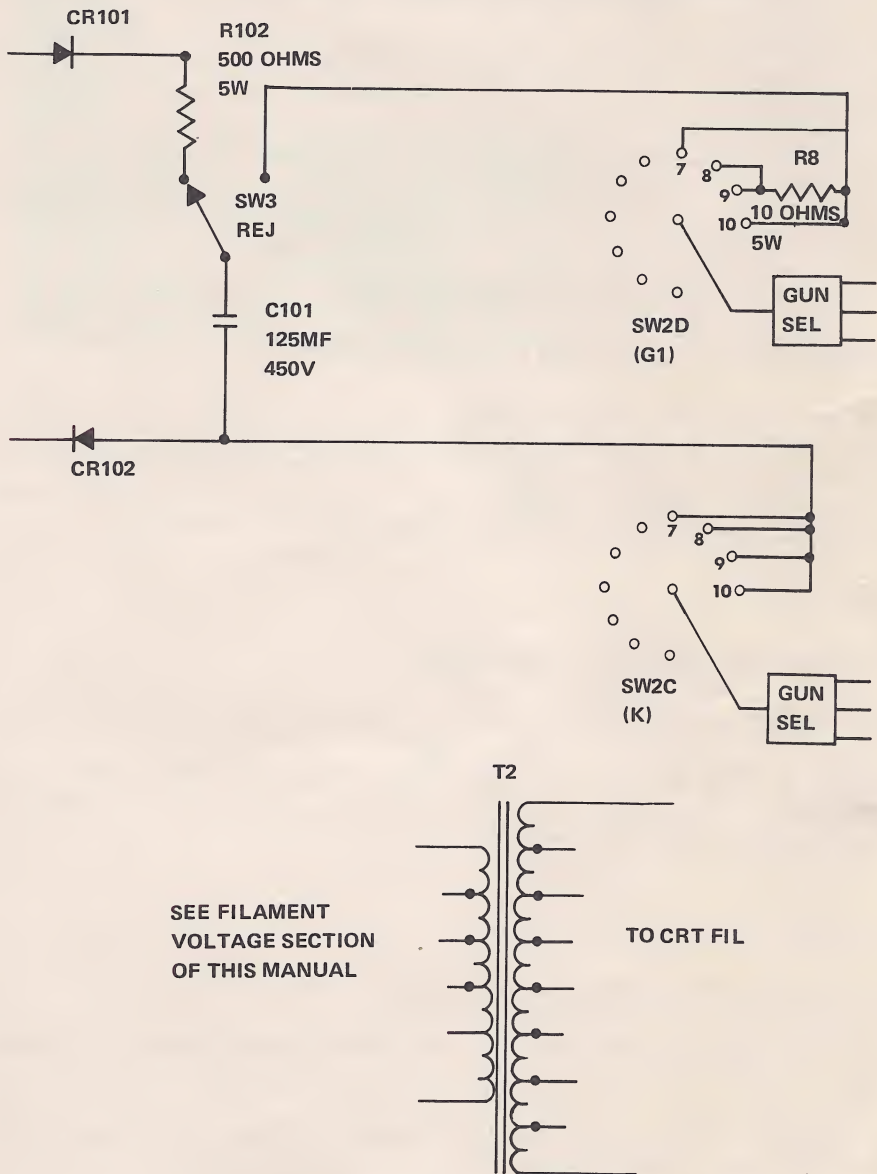 CR101
R102
500 OHMS
5W
SW3
REJ
C101
125MF
450V
CR102
7
8
9
10
R8
10 OHMS
5W
SW2D
(G1)
GUN
SEL
7
8
9
10
SW2C
(K)
GUN
SEL
T2
SEE FILAMENT
VOLTAGE SECTION
OF THIS MANUAL
TO CRT FIL